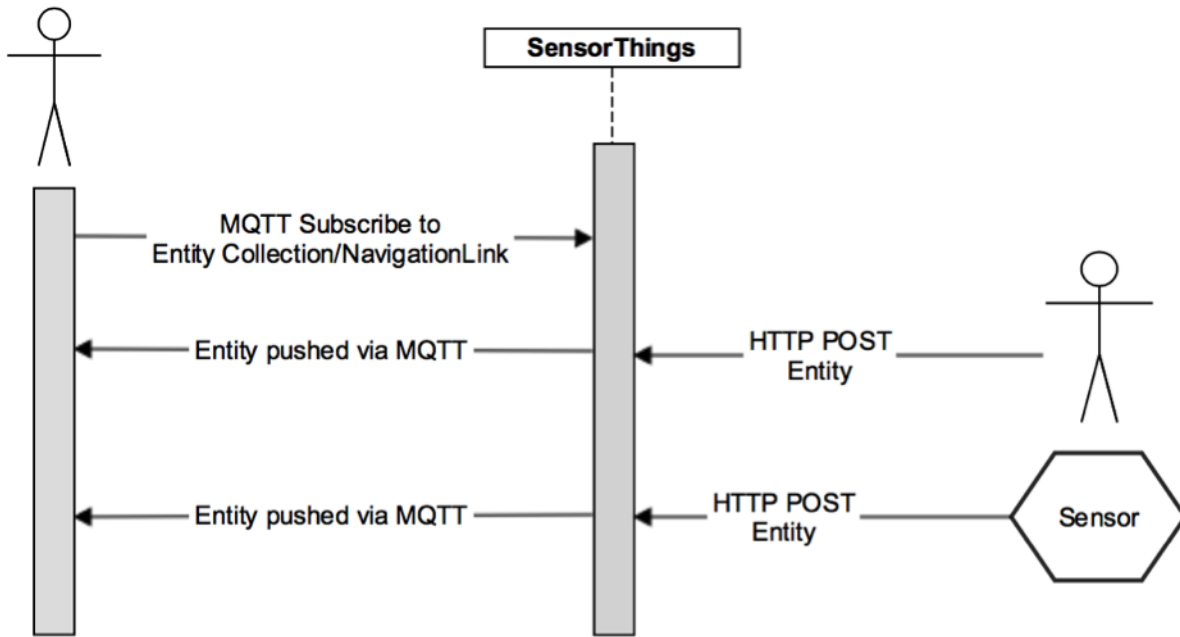 SensorThings
MQTT Subscribe to
Entity Collection/NavigationLink
Entity pushed via MQTT
HTTP POST
Entity
Entity pushed via MQTT
HTTP POST
Entity
Sensor